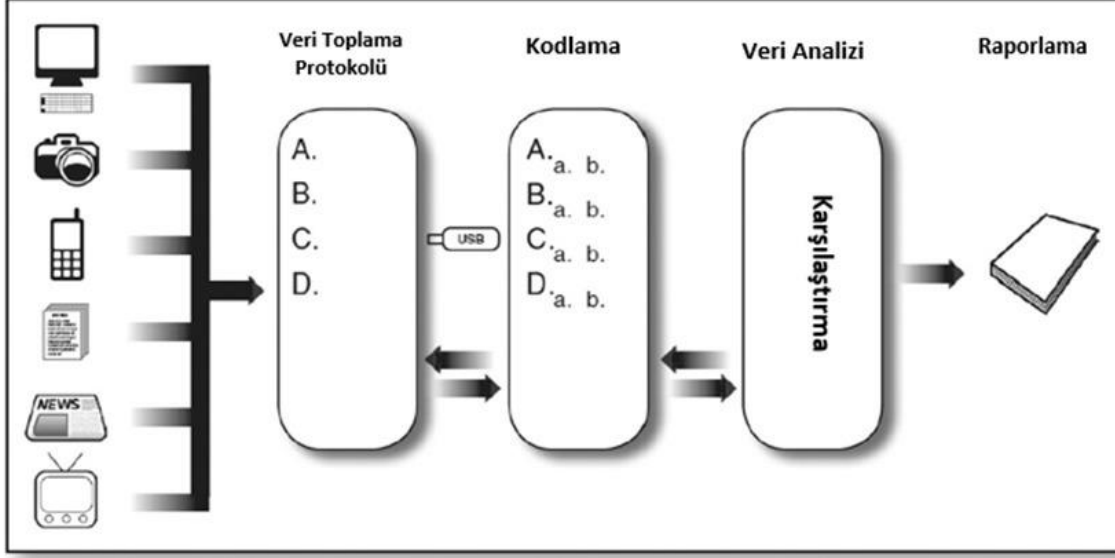 Veri Toplama
Protokolü
Kodlama
Veri Analizi
Raporlama
A.
B.
C.
D.
USB
A.
a. b.
B.
a. b.
C.
a. b.
D.
a. b.
Karşılaştırma
NEWS